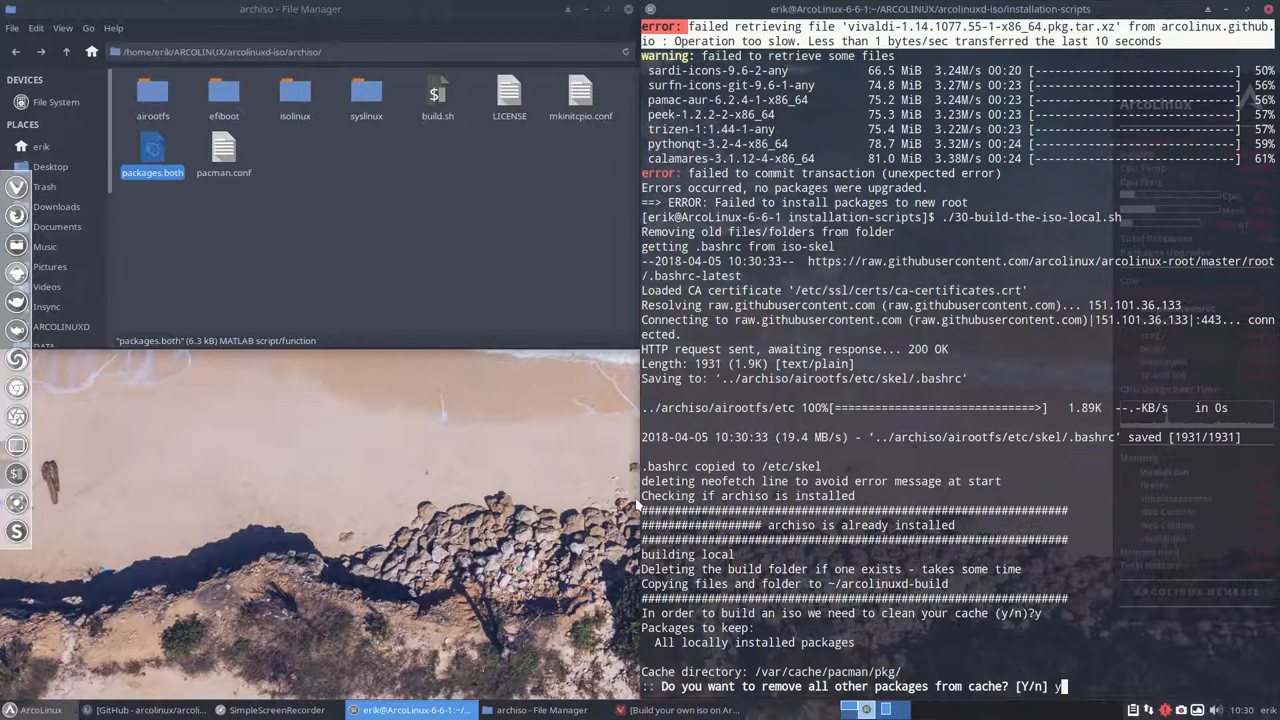 archiso - File Manager
File Edit View Go Help
/home/erik/ARCOLINUX/arcolinuxd-iso/archiso/
DEVICES
File System
PLACES
erik
Desktop
Trash
Downloads
Documents
Music
Pictures
Videos
Insync
ARCOLINUXD
DATA
airootfs efiboot isolinux syslinux build.sh LICENSE mkinitcpio.conf
packages.both pacman.conf
"packages.both" (6.3 kB) MATLAB script/function
erik@ArcoLinux:~/ARCOLINUX/arcolinuxd-iso/installation-scripts
error: failed retrieving file 'vivaldi-1.14.1077.55-1-x86_64.pkg.tar.xz' from arcolinux.github.
io : Operation too slow. Less than 1 bytes/sec transferred the last 10 seconds
warning: failed to retrieve some files
sardi-icons-9.6-2-any 66.5 MiB 3.24M/s 00:20 [----------------------] 50%
surfn-icons-git-9.6-1-any 74.8 MiB 3.27M/s 00:23 [----------------------] 56%
pamac-aur-6.2.4-1-x86_64 75.2 MiB 3.24M/s 00:23 [----------------------] 56%
peek-1.2.2-2-x86_64 75.3 MiB 3.23M/s 00:23 [----------------------] 57%
trizen-1:1.44-1-any 75.4 MiB 3.22M/s 00:23 [----------------------] 57%
pythonqt-3.2-4-x86_64 78.7 MiB 3.32M/s 00:24 [----------------------] 59%
calamares-3.1.12-4-x86_64 81.0 MiB 3.38M/s 00:24 [----------------------] 61%
error: failed to commit transaction (unexpected error)
Errors occurred, no packages were upgraded.
==> ERROR: Failed to install packages to new root
[erik@ArcoLinux-6-6-1 installation-scripts]$ ./30-build-the-iso-local.sh
Removing old files/folders from folder
getting .bashrc from iso-skel
--2018-04-05 10:30:33-- https://raw.githubusercontent.com/arcolinux/arcolinux-root/master/root
/.bashrc-latest
Loaded CA certificate '/etc/ssl/certs/ca-certificates.crt'
Resolving raw.githubusercontent.com (raw.githubusercontent.com)... 151.101.36.133
Connecting to raw.githubusercontent.com (raw.githubusercontent.com)|151.101.36.133|:443... conn
ected.
HTTP request sent, awaiting response... 200 OK
Length: 1931 (1.9K) [text/plain]
Saving to: ‘../archiso/airootfs/etc/skel/.bashrc’
../archiso/airootfs/etc 100%[===============================>] 1.89K --.-KB/s in 0s
2018-04-05 10:30:33 (19.4 MB/s) - ‘../archiso/airootfs/etc/skel/.bashrc’ saved [1931/1931]
.bashrc copied to /etc/skel
deleting neofetch line to avoid error message at start
Checking if archiso is installed
###################################################
################## archiso is already installed
###################################################
building local
Deleting the build folder if one exists - takes some time
Copying files and folder to ~/arcolinuxd-build
###################################################
In order to build an iso we need to clean your cache (y/n)?y
Packages to keep:
All locally installed packages
Cache directory: /var/cache/pacman/pkg/
:: Do you want to remove all other packages from cache? [Y/n] y
ArcoLinux [GitHub - arcolinux/arcoli... SimpleScreenRecorder erik@ArcoLinux-6-6-1:~/... archiso - File Manager [Build your own iso on Ar... 10:30 erik